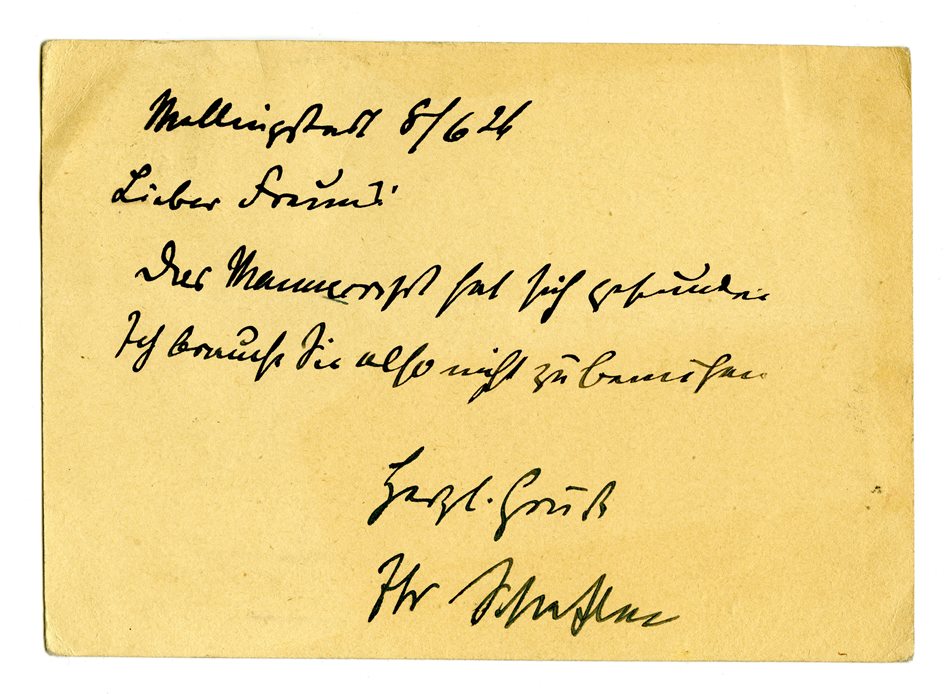 Mellingstedt 8/6 24
Lieber Freund!
Das Manuscript hat sich gefunden
Ich brauche Sie also nicht zu bemühen
Herzl. Gruß
Ihr